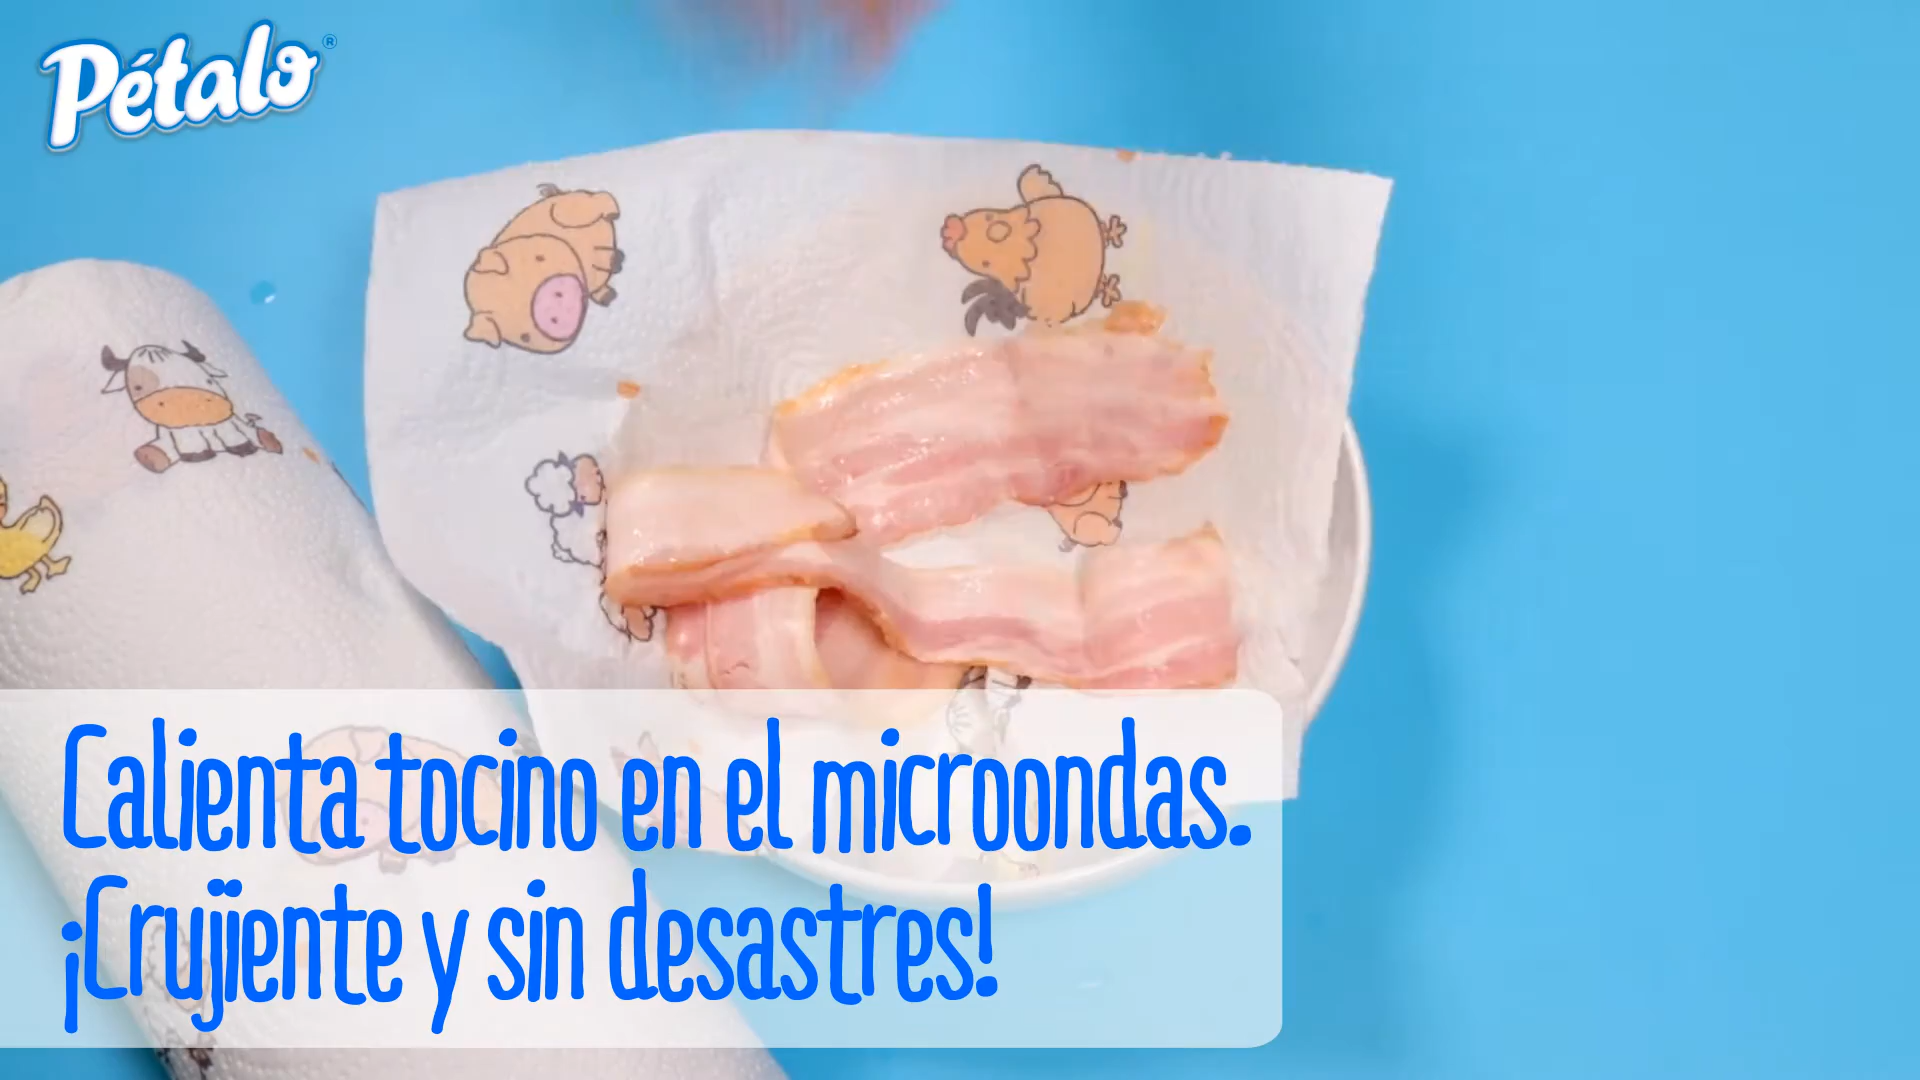 Pétalo®
Calienta tocino en el microondas.
¡Crujiente y sin desastres!